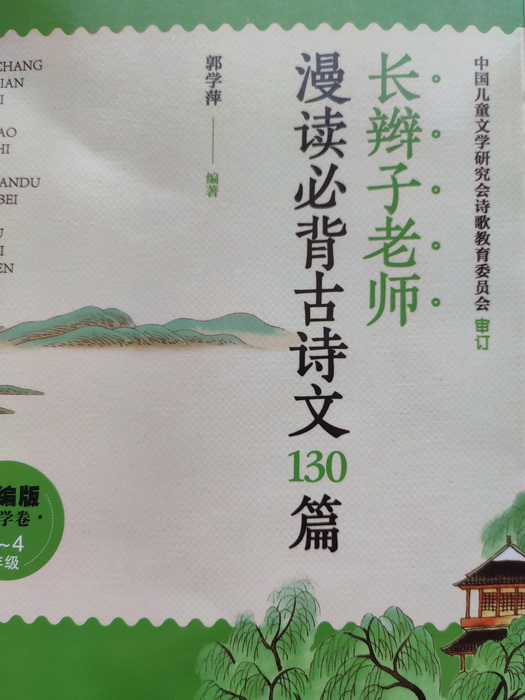 中国儿童文学研究会诗歌教育委员会 审订
长辫子老师
漫读必背古诗文130篇
郭学萍——编著
CHANG
IAN
I
AO
HI
ANDU
BEI
U
I
EN
编版
学卷·
~4
年级